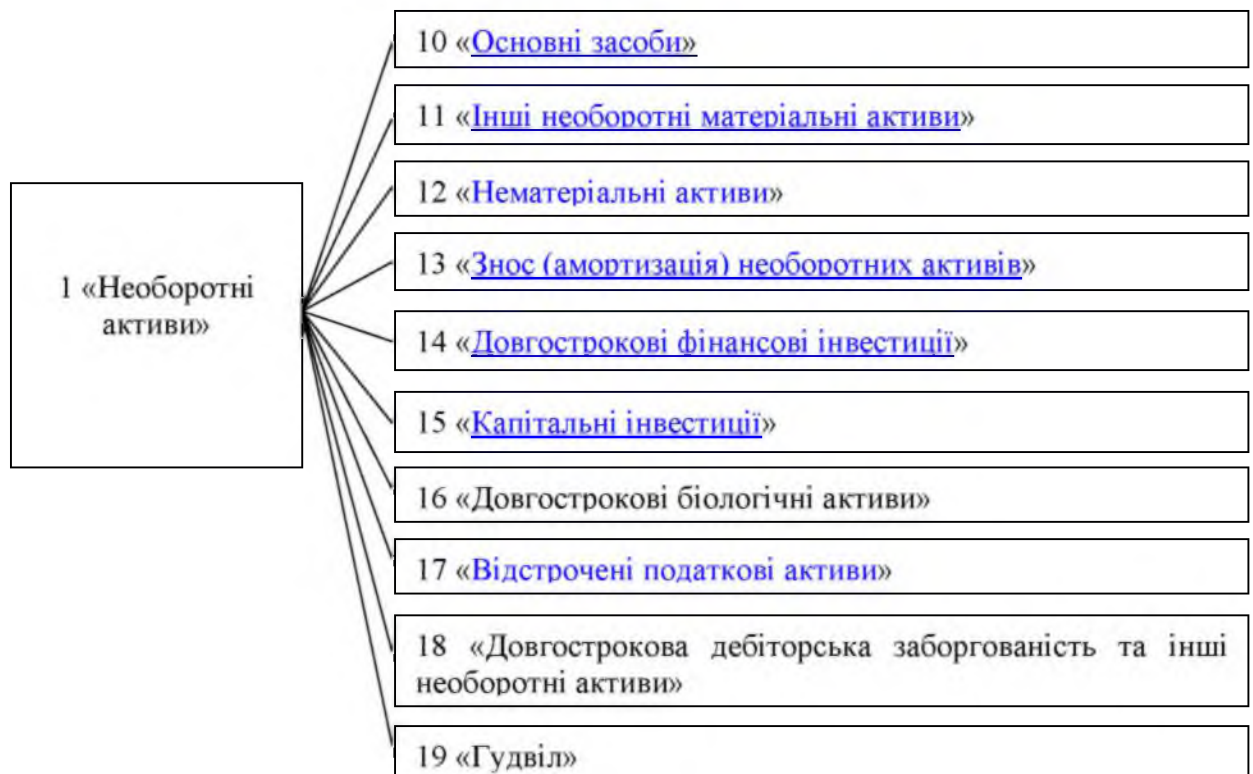 10 «Основні засоби»
11 «Інші необоротні матеріальні активи»
12 «Нематеріальні активи»
13 «Знос (амортизація) необоротних активів»
1 «Необоротні
активи»
14 «Довгострокові фінансові інвестиції»
15 «Капітальні інвестиції»
16 «Довгострокові біологічні активи»
17 «Відстрочені податкові активи»
18 «Довгострокова дебіторська заборгованість та інші
необоротні активи»
19 «Гудвіл»